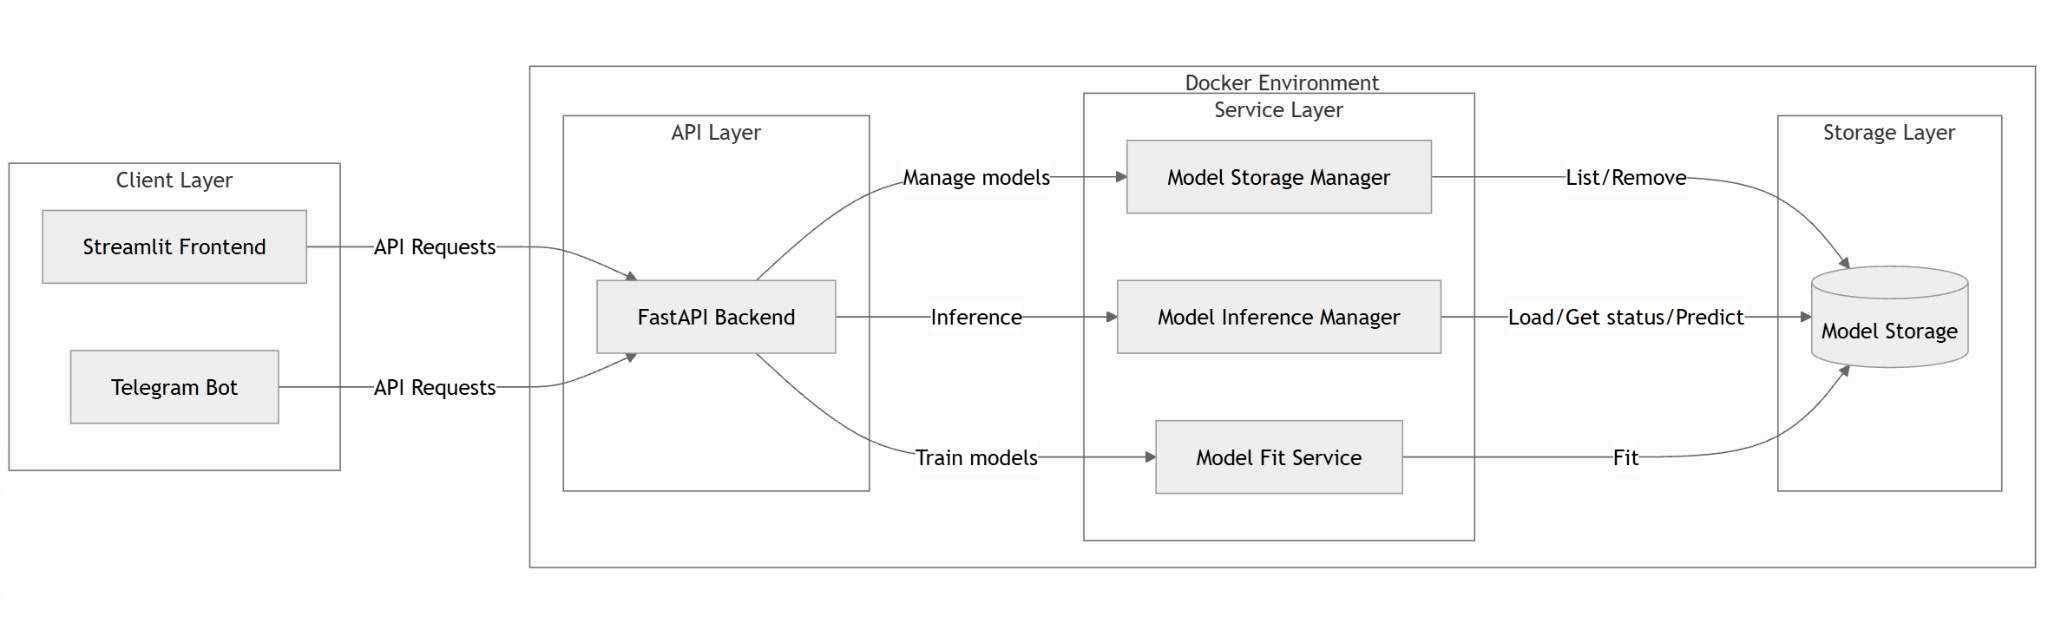 Docker Environment
Client Layer
Streamlit Frontend
Telegram Bot
API Requests
API Requests
API Layer
FastAPI Backend
Manage models
Inference
Train models
Service Layer
Model Storage Manager
Model Inference Manager
Model Fit Service
List/Remove
Load/Get status/Predict
Fit
Storage Layer
Model Storage